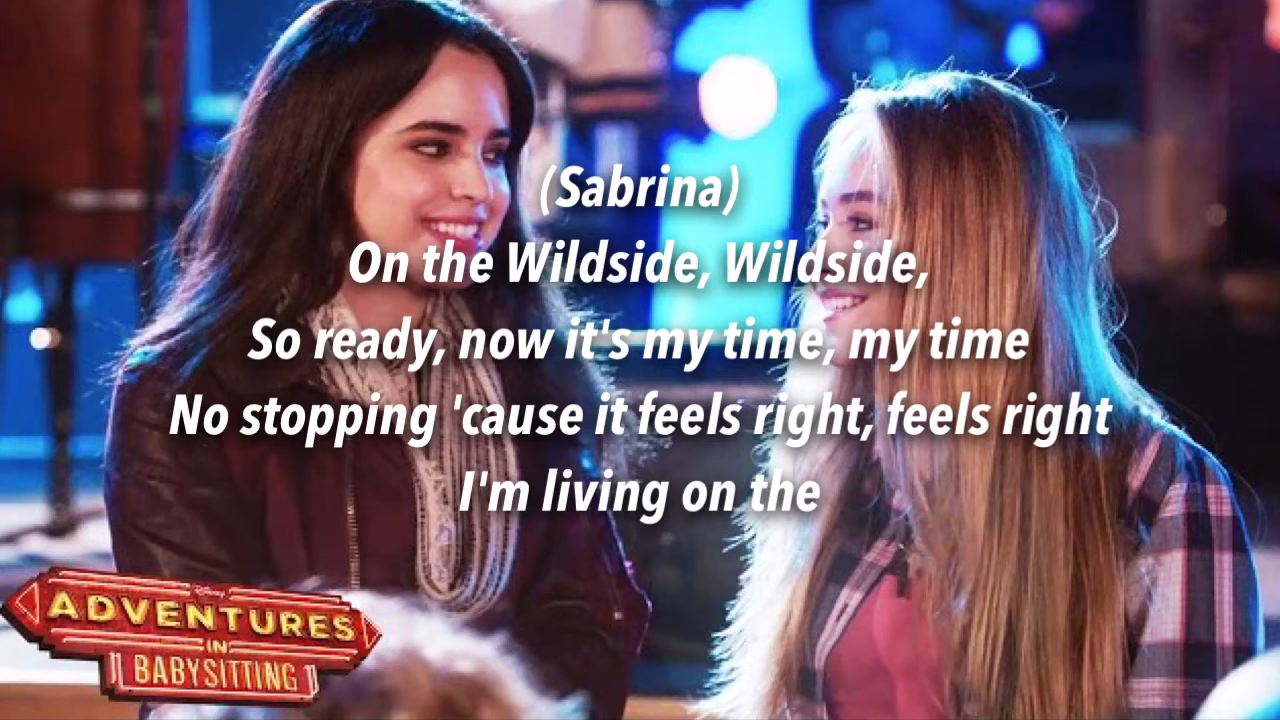 (Sabrina)
On the Wildside, Wildside,
So ready, now it's my time, my time
No stopping 'cause it feels right, feels right
I'm living on the
Disney
ADVENTURES
IN
BABYSITTING